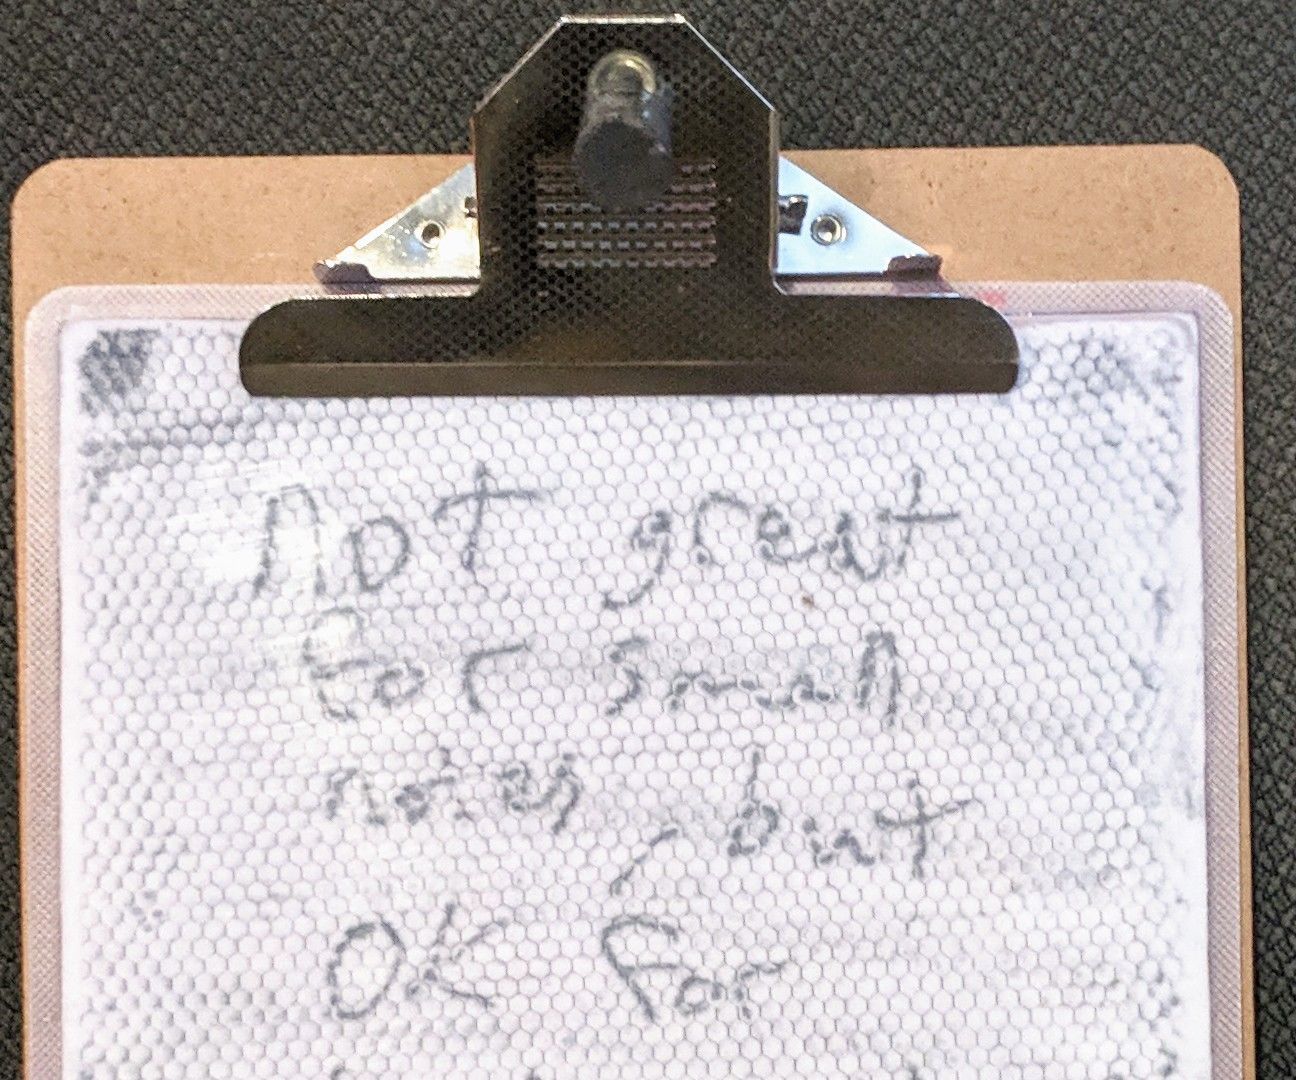 Not great
for small
notes, but
OK for